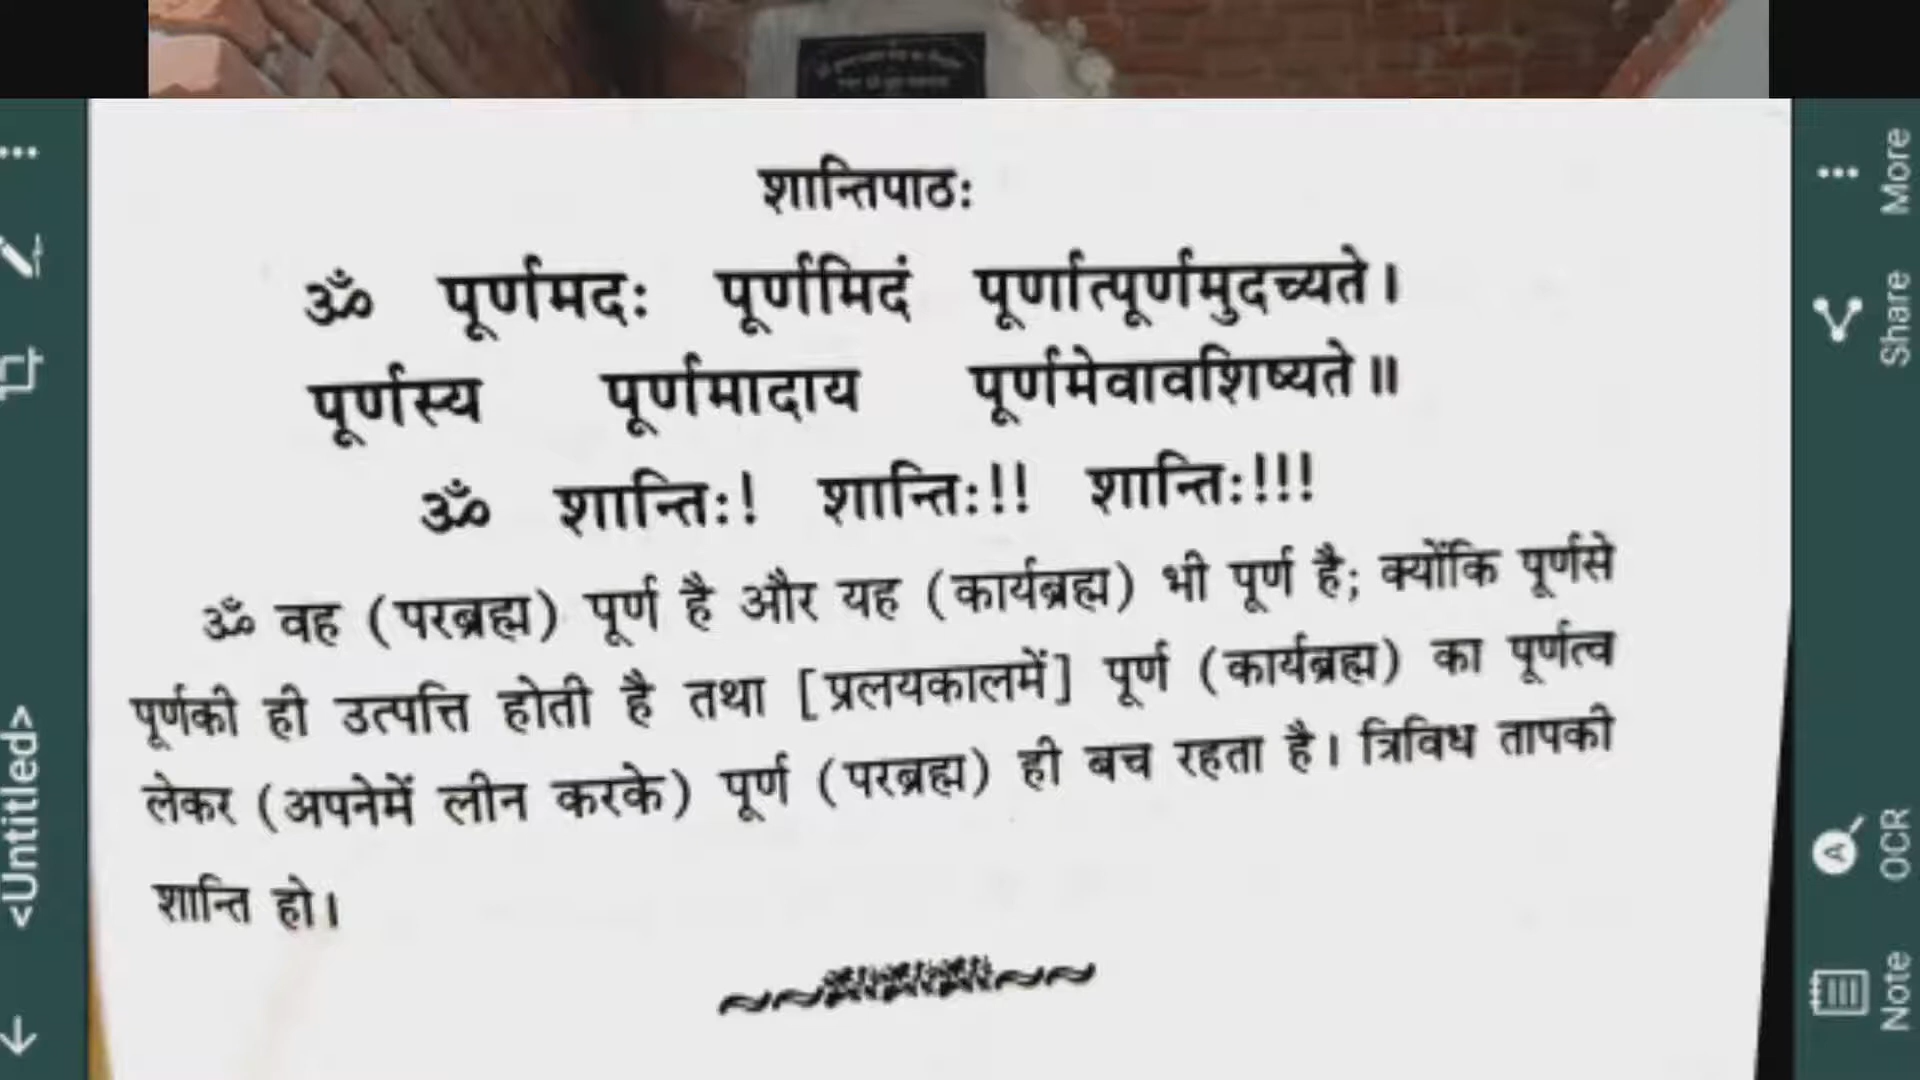 शान्तिपाठः
ॐ पूर्णमदः पूर्णमिदं पूर्णात्पूर्णमुदच्यते।
पूर्णस्य पूर्णमादाय पूर्णमेवावशिष्यते॥
ॐ शान्तिः! शान्तिः!! शान्तिः!!!
ॐ वह (परब्रह्म) पूर्ण है और यह (कार्यब्रह्म) भी पूर्ण है; क्योंकि पूर्णसे
पूर्णकी ही उत्पत्ति होती है तथा [प्रलयकालमें] पूर्ण (कार्यब्रह्म) का पूर्णत्व
लेकर (अपनेमें लीन करके) पूर्ण (परब्रह्म) ही बच रहता है। त्रिविध तापकी
शान्ति हो।
<Untitled>
More
Share
OCR
Note